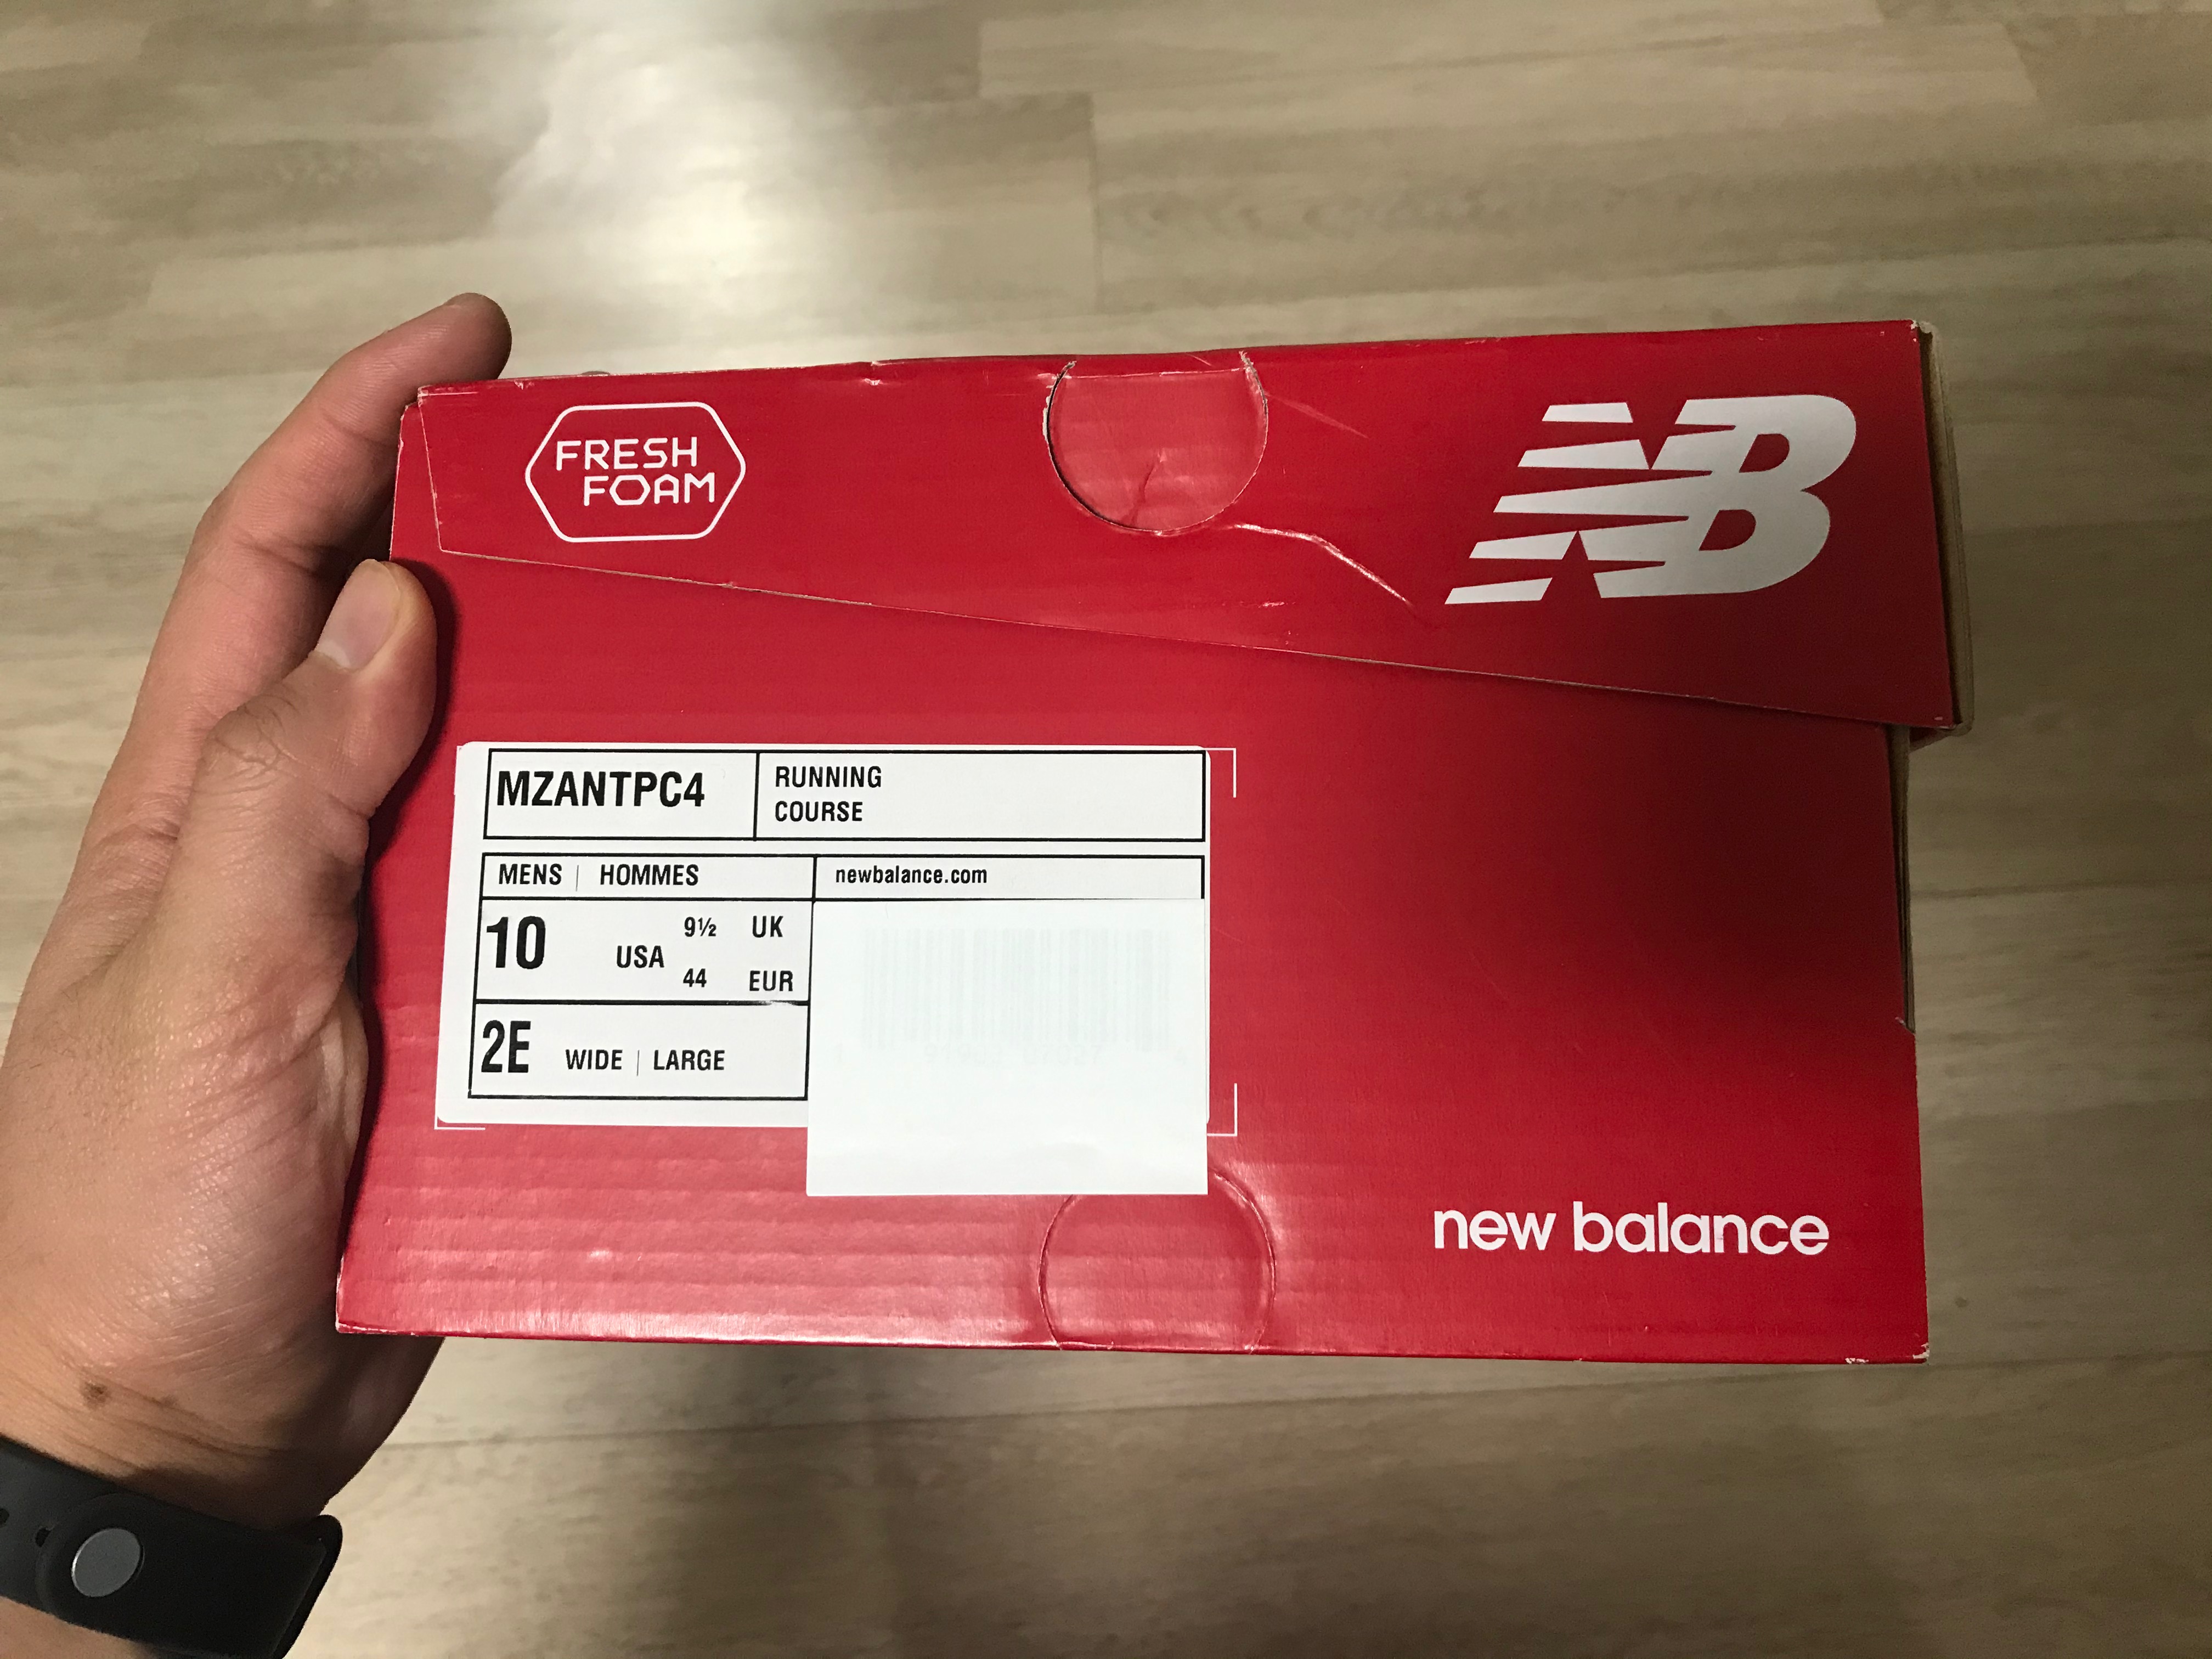 FRESH
FOAM
NB
MZANTPC4
RUNNING
COURSE
MENS | HOMMES
newbalance.com
10 USA 9½ UK
44 EUR
2E WIDE | LARGE
new balance